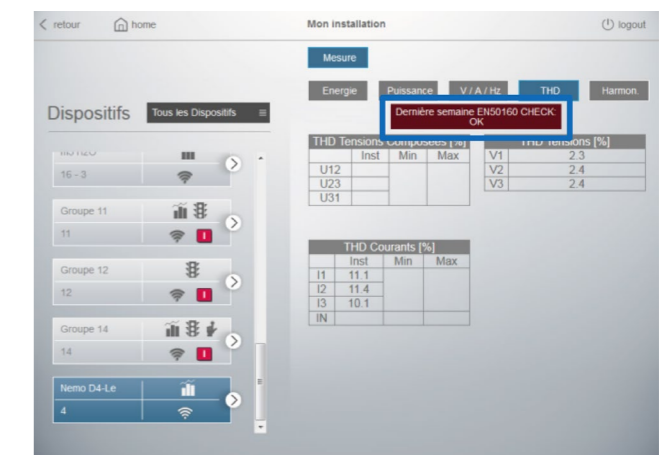 retour
home
Mon installation
logout
Mesure
Energie
Puissance
V / A / Hz
THD
Harmon.
Dernière semaine EN50160 CHECK:
OK
Dispositifs
Tous les Dispositifs
16 - 3
Groupe 11
11
I
Groupe 12
12
I
Groupe 14
14
I
Nemo D4-Le
4
THD Tensions Composées [%]
Inst Min Max
U12
U23
U31
THD Tensions [%]
V1 2.3
V2 2.4
V3 2.4
THD Courants [%]
Inst Min Max
I1 11.1
I2 11.4
I3 10.1
IN